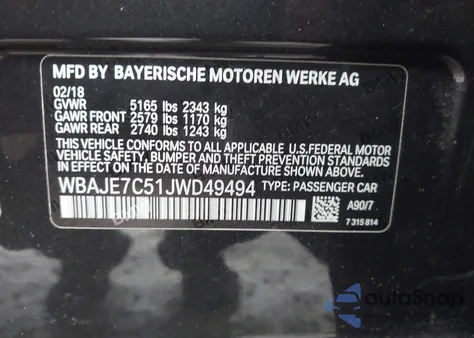 MFD BY BAYERISCHE MOTOREN WERKE AG
02/18
GVWR 5165 lbs 2343 kg
GAWR FRONT 2579 lbs 1170 kg
GAWR REAR 2740 lbs 1243 kg
THIS VEHICLE CONFORMS TO ALL APPLICABLE U.S.FEDERAL MOTOR
VEHICLE SAFETY, BUMPER AND THEFT PREVENTION STANDARDS
IN EFFECT ON THE DATE OF MANUFACTURE SHOWN ABOVE.
WBAJE7C51JWD49494 TYPE: PASSENGER CAR
A90/7
7 315 814
autoSnap